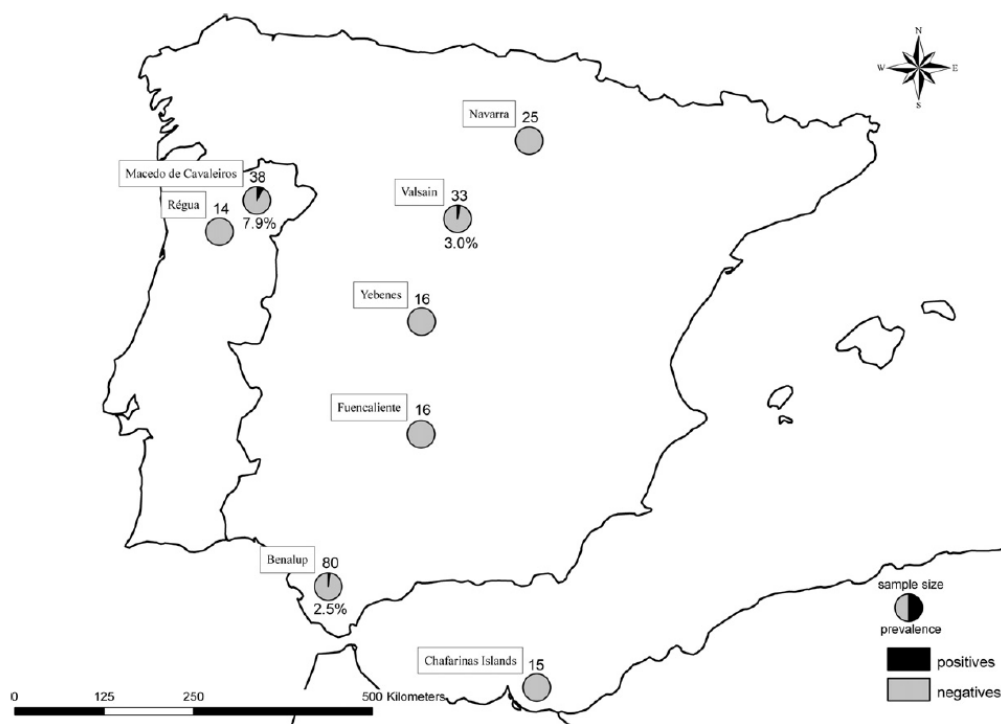 N
W E
S
Navarra
25
Macedo de Cavaleiros
38
7.9%
Régua
14
Valsain
33
3.0%
Yebenes
16
Fuencaliente
16
Benalup
80
2.5%
Chafarinas Islands
15
sample size
prevalence
positives
negatives
0 125 250 500 Kilometers